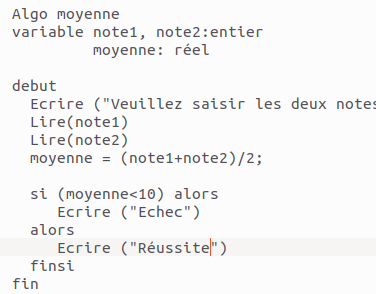 Algo moyenne
variable note1, note2:entier
moyenne: réel
debut
Ecrire ("Veuillez saisir les deux notes
Lire(note1)
Lire(note2)
moyenne = (note1+note2)/2;
si (moyenne<10) alors
Ecrire ("Echec")
alors
Ecrire ("Réussite")
finsi
fin